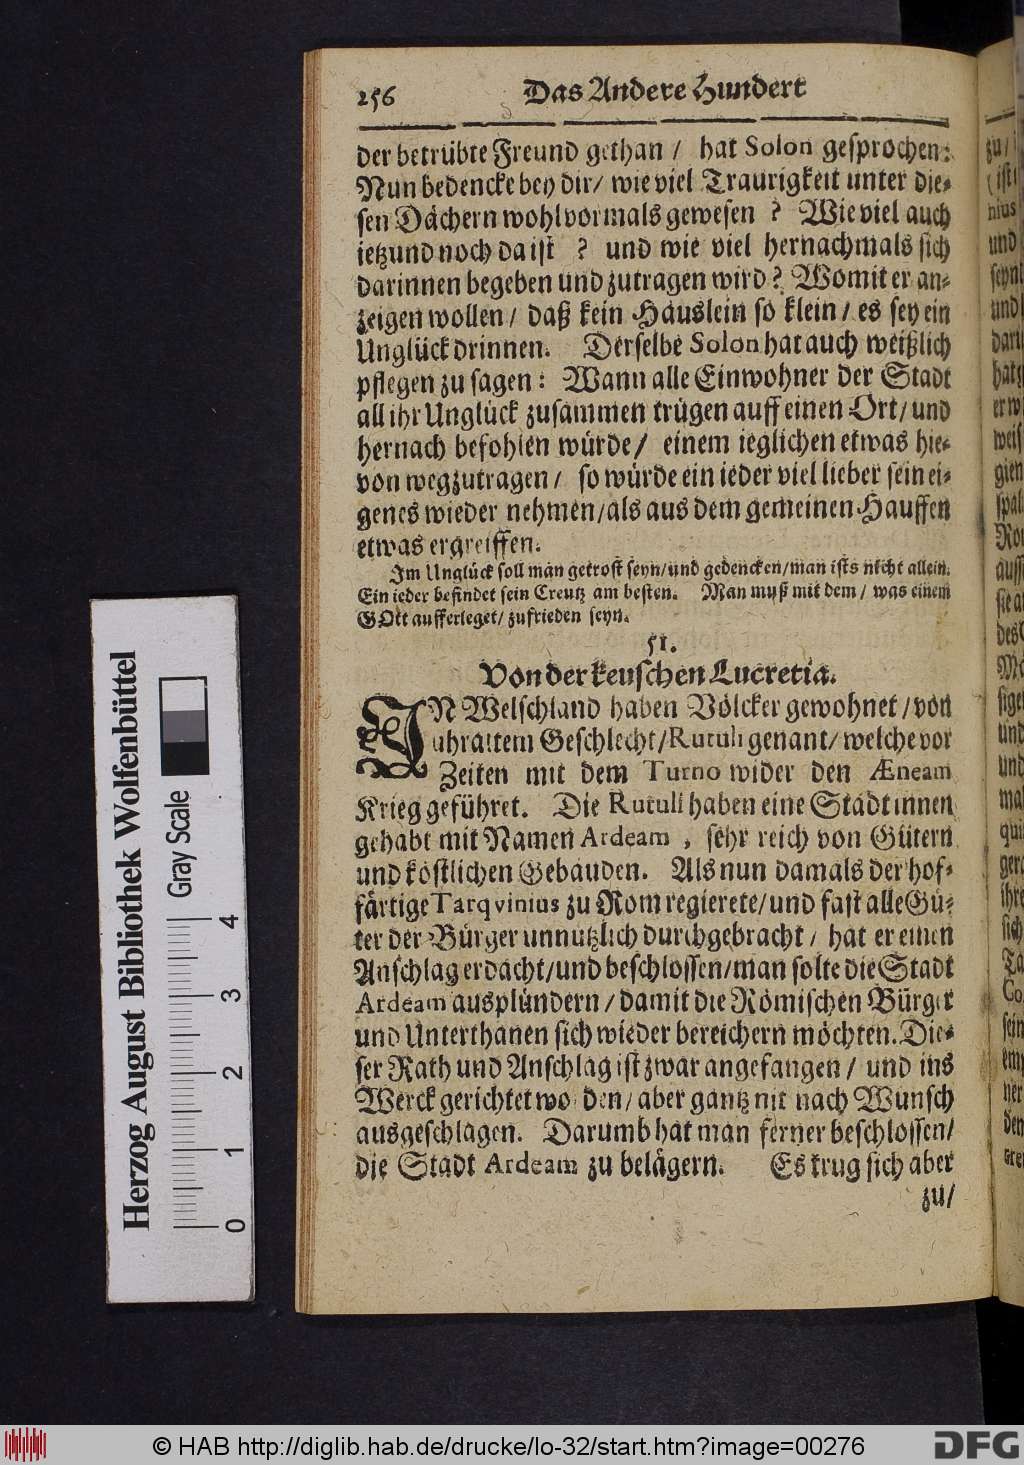 256 Das Andere Hundert
der betrübte Freund gethan / hat Solon gesprochen:
Nun bedencke bey dir / wie viel Traurigkeit unter die-
sen Dächern wohl vormals gewesen ? Wie viel auch
ietzund noch da ist ? und wie viel hernachmals sich
darinnen begeben und zutragen wird ? Womit er an-
zeigen wollen / daß kein Häuslein so klein / es sey ein
Unglück drinnen. Derselbe Solon hat auch weißlich
pflegen zu sagen : Wann alle Einwohner der Stadt
all ihr Unglück zusammen trügen auff einen Ort / und
hernach befohlen würde / einem ieglichen etwas hie-
von wegzutragen / so würde ein ieder viel lieber sein ei-
genes wieder nehmen / als aus dem gemeinen Hauffen
etwas ergreiffen.
Im Unglück soll man getrost seyn / und gedencken / man ists nicht allein.
Ein ieder befindet sein Creutz am besten. Man muß mit dem / was einem
GOtt aufferleget / zufrieden seyn.
51.
Von der keuschen Lucretia.
IN Welschland haben Völcker gewohnet / von
uhraltem Geschlecht / Rutuli genant / welche vor
Zeiten mit dem Turno wider den Æneam
Krieg geführet. Die Rutuli haben eine Stadt innen
gehabt mit Namen Ardeam , sehr reich von Gütern
und köstlichen Gebäuden. Als nun damals der hof-
färtige Tarqvinius zu Rom regierete / und fast alle Gü-
ter der Bürger unnützlich durchgebracht / hat er einen
Anschlag erdacht / und beschlossen / man solte die Stadt
Ardeam ausplündern / damit die Römischen Bürger
und Unterthanen sich wieder bereichern möchten. Die-
ser Rath und Anschlag ist zwar angefangen / und ins
Werck gerichtet worden / aber gantz nit nach Wunsch
ausgeschlagen. Darumb hat man ferner beschlossen /
die Stadt Ardeam zu belägern. Es trug sich aber
zu /
Herzog August Bibliothek Wolfenbüttel
Gray Scale
0 1 2 3 4
© HAB http://diglib.hab.de/drucke/lo-32/start.htm?image=00276
DFG